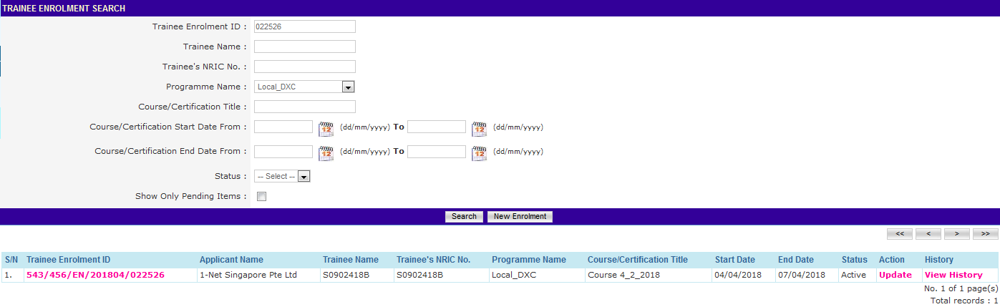 TRAINEE ENROLMENT SEARCH
Trainee Enrolment ID : 022526
Trainee Name :
Trainee's NRIC No. :
Programme Name : Local_DXC
Course/Certification Title :
Course/Certification Start Date From : 12 (dd/mm/yyyy) To 12 (dd/mm/yyyy)
Course/Certification End Date From : 12 (dd/mm/yyyy) To 12 (dd/mm/yyyy)
Status : -- Select --
Show Only Pending Items :
Search New Enrolment
<< < > >>
S/N Trainee Enrolment ID Applicant Name Trainee Name Trainee's NRIC No. Programme Name Course/Certification Title Start Date End Date Status Action History
1. 543/456/EN/201804/022526 1-Net Singapore Pte Ltd S0902418B S0902418B Local_DXC Course 4_2_2018 04/04/2018 07/04/2018 Active Update View History
No. 1 of 1 page(s)
Total records : 1